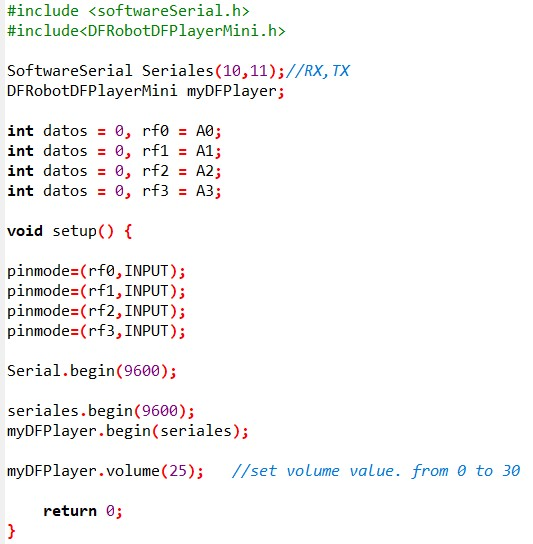 #include <softwareSerial.h>
#include<DFRobotDFPlayerMini.h>
SoftwareSerial Seriales(10,11);//RX,TX
DFRobotDFPlayerMini myDFPlayer;
int datos = 0, rf0 = A0;
int datos = 0, rf1 = A1;
int datos = 0, rf2 = A2;
int datos = 0, rf3 = A3;
void setup() {
pinmode=(rf0,INPUT);
pinmode=(rf1,INPUT);
pinmode=(rf2,INPUT);
pinmode=(rf3,INPUT);
Serial.begin(9600);
seriales.begin(9600);
myDFPlayer.begin(seriales);
myDFPlayer.volume(25);   //set volume value. from 0 to 30
return 0;
}